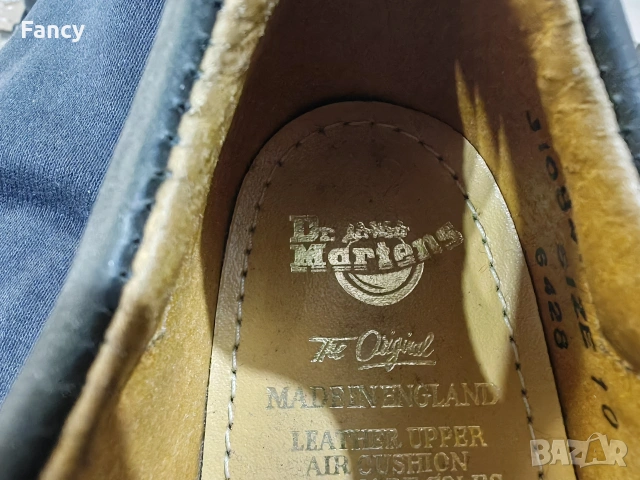 Fancy
Dr.
Martens
The Original
MADE IN ENGLAND
LEATHER UPPER
AIR CUSHION
SIZE 10
6428
BAZAR